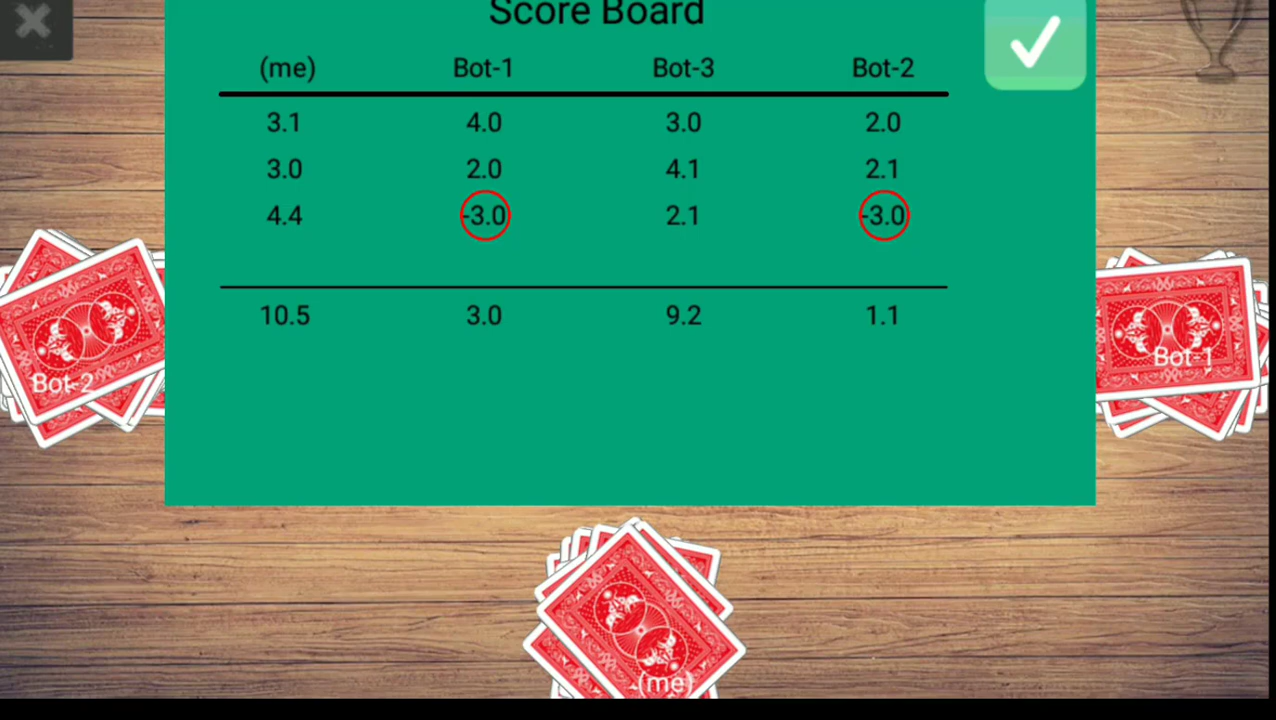 Score Board
(me) Bot-1 Bot-3 Bot-2
3.1 4.0 3.0 2.0
3.0 2.0 4.1 2.1
4.4 -3.0 2.1 -3.0
10.5 3.0 9.2 1.1
Bot-2
Bot-1
(me)